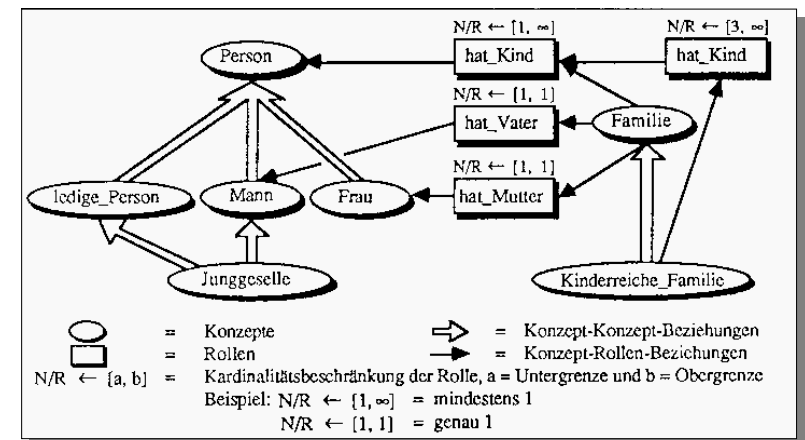 N/R ← [1, ∞] N/R ← [3, ∞]
Person hat_Kind hat_Kind
N/R ← [1, 1]
hat_Vater Familie
N/R ← [1, 1]
ledige_Person Mann Frau hat_Mutter
Junggeselle Kinderreiche_Familie
= Konzepte = Konzept-Konzept-Beziehungen
= Rollen = Konzept-Rollen-Beziehungen
N/R ← [a, b] = Kardinalitätsbeschränkung der Rolle, a = Untergrenze und b = Obergrenze
Beispiel: N/R ← [1, ∞] = mindestens 1
N/R ← [1, 1] = genau 1